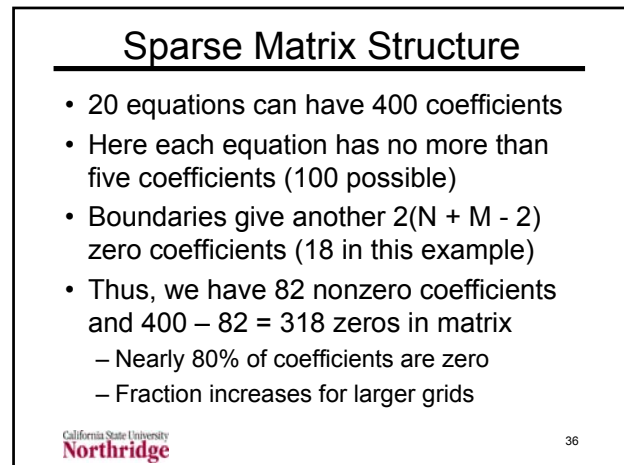 Sparse Matrix Structure
• 20 equations can have 400 coefficients
• Here each equation has no more than
five coefficients (100 possible)
• Boundaries give another 2(N + M - 2)
zero coefficients (18 in this example)
• Thus, we have 82 nonzero coefficients
and 400 – 82 = 318 zeros in matrix
– Nearly 80% of coefficients are zero
– Fraction increases for larger grids
California State University
Northridge
36